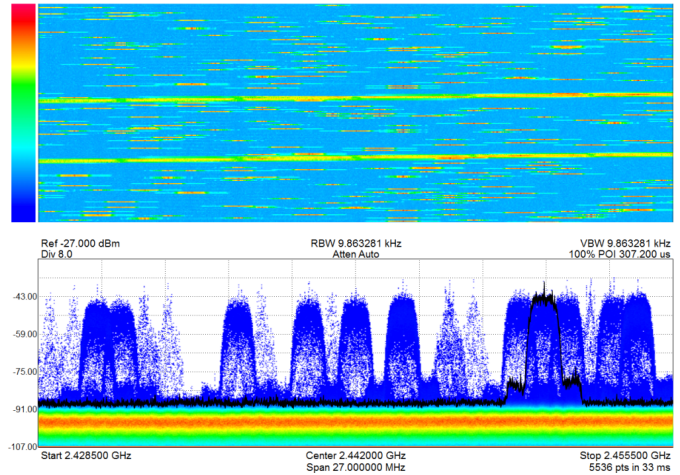 Ref -27.000 dBm RBW 9.863281 kHz VBW 9.863281 kHz
Div 8.0 Atten Auto 100% POI 307.200 us
-43.00
-59.00
-75.00
-91.00
-107.00
Start 2.428500 GHz Center 2.442000 GHz Stop 2.455500 GHz
Span 27.000000 MHz 5536 pts in 33 ms